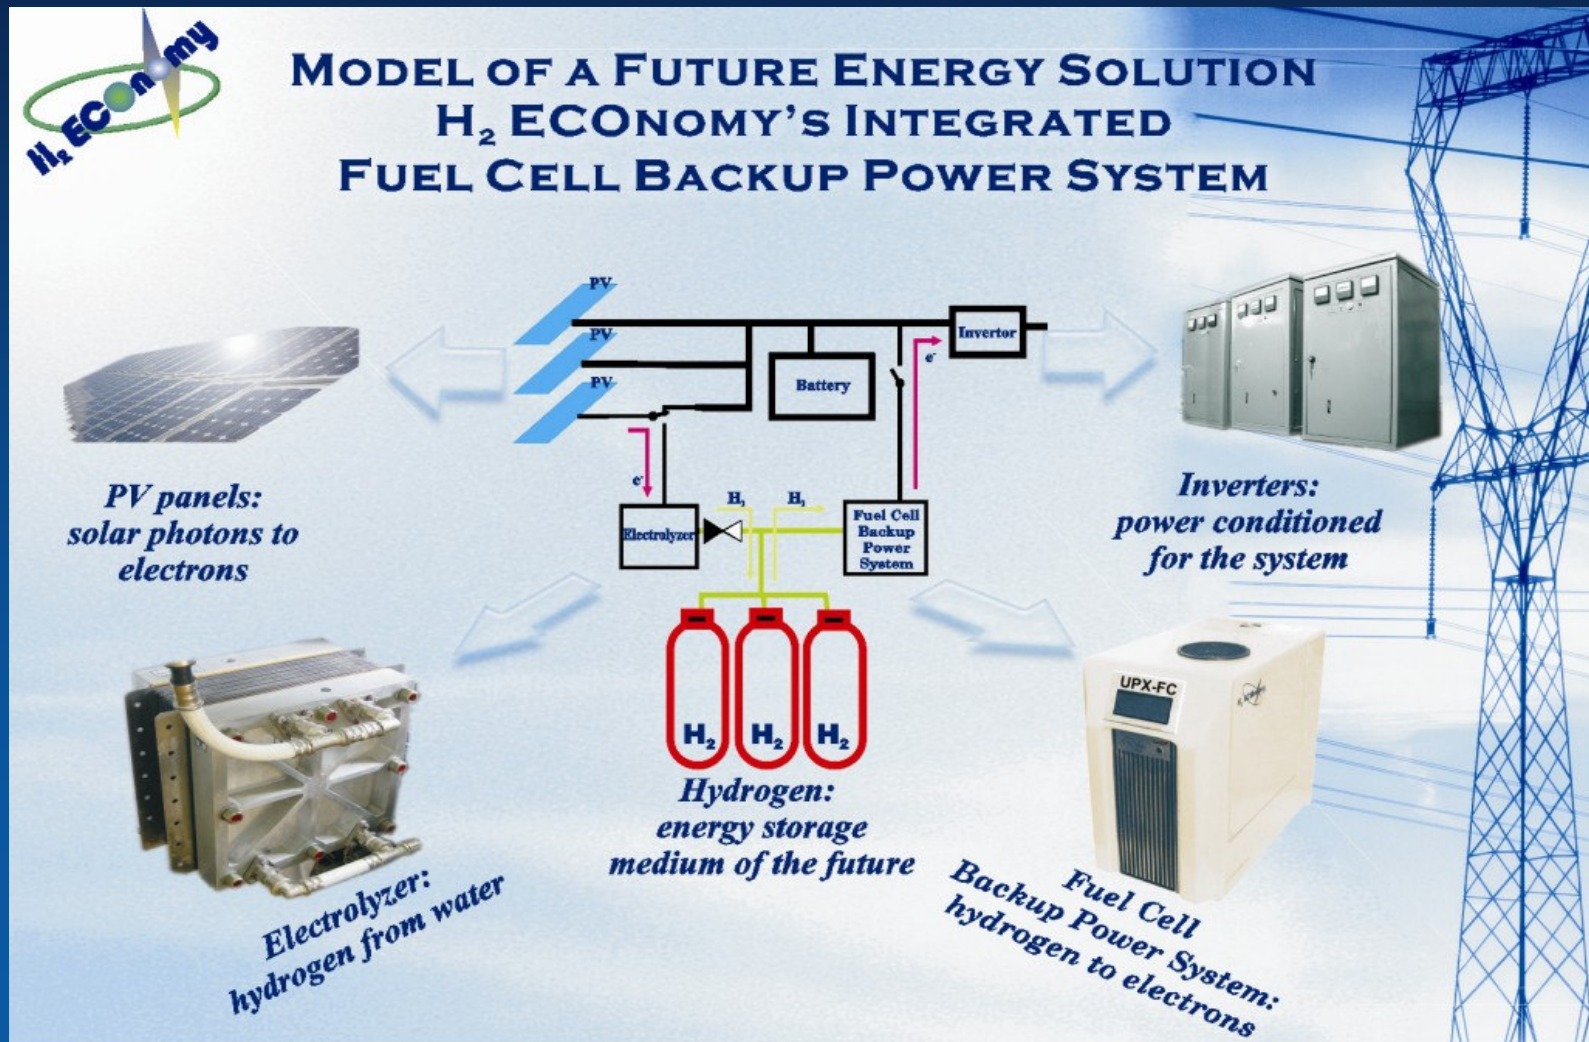 H₂ ECOnomy
MODEL OF A FUTURE ENERGY SOLUTION
H₂ ECONOMY'S INTEGRATED
FUEL CELL BACKUP POWER SYSTEM
PV
PV
PV
Invertor
Battery
e⁻
e⁻
H₂
H₂
Electrolyzer
Fuel Cell
Backup
Power
System
PV panels:
solar photons to
electrons
Inverters:
power conditioned
for the system
UPX-FC
H₂
H₂
H₂
Hydrogen:
energy storage
medium of the future
Electrolyzer:
hydrogen from water
Fuel Cell
Backup Power System:
hydrogen to electrons